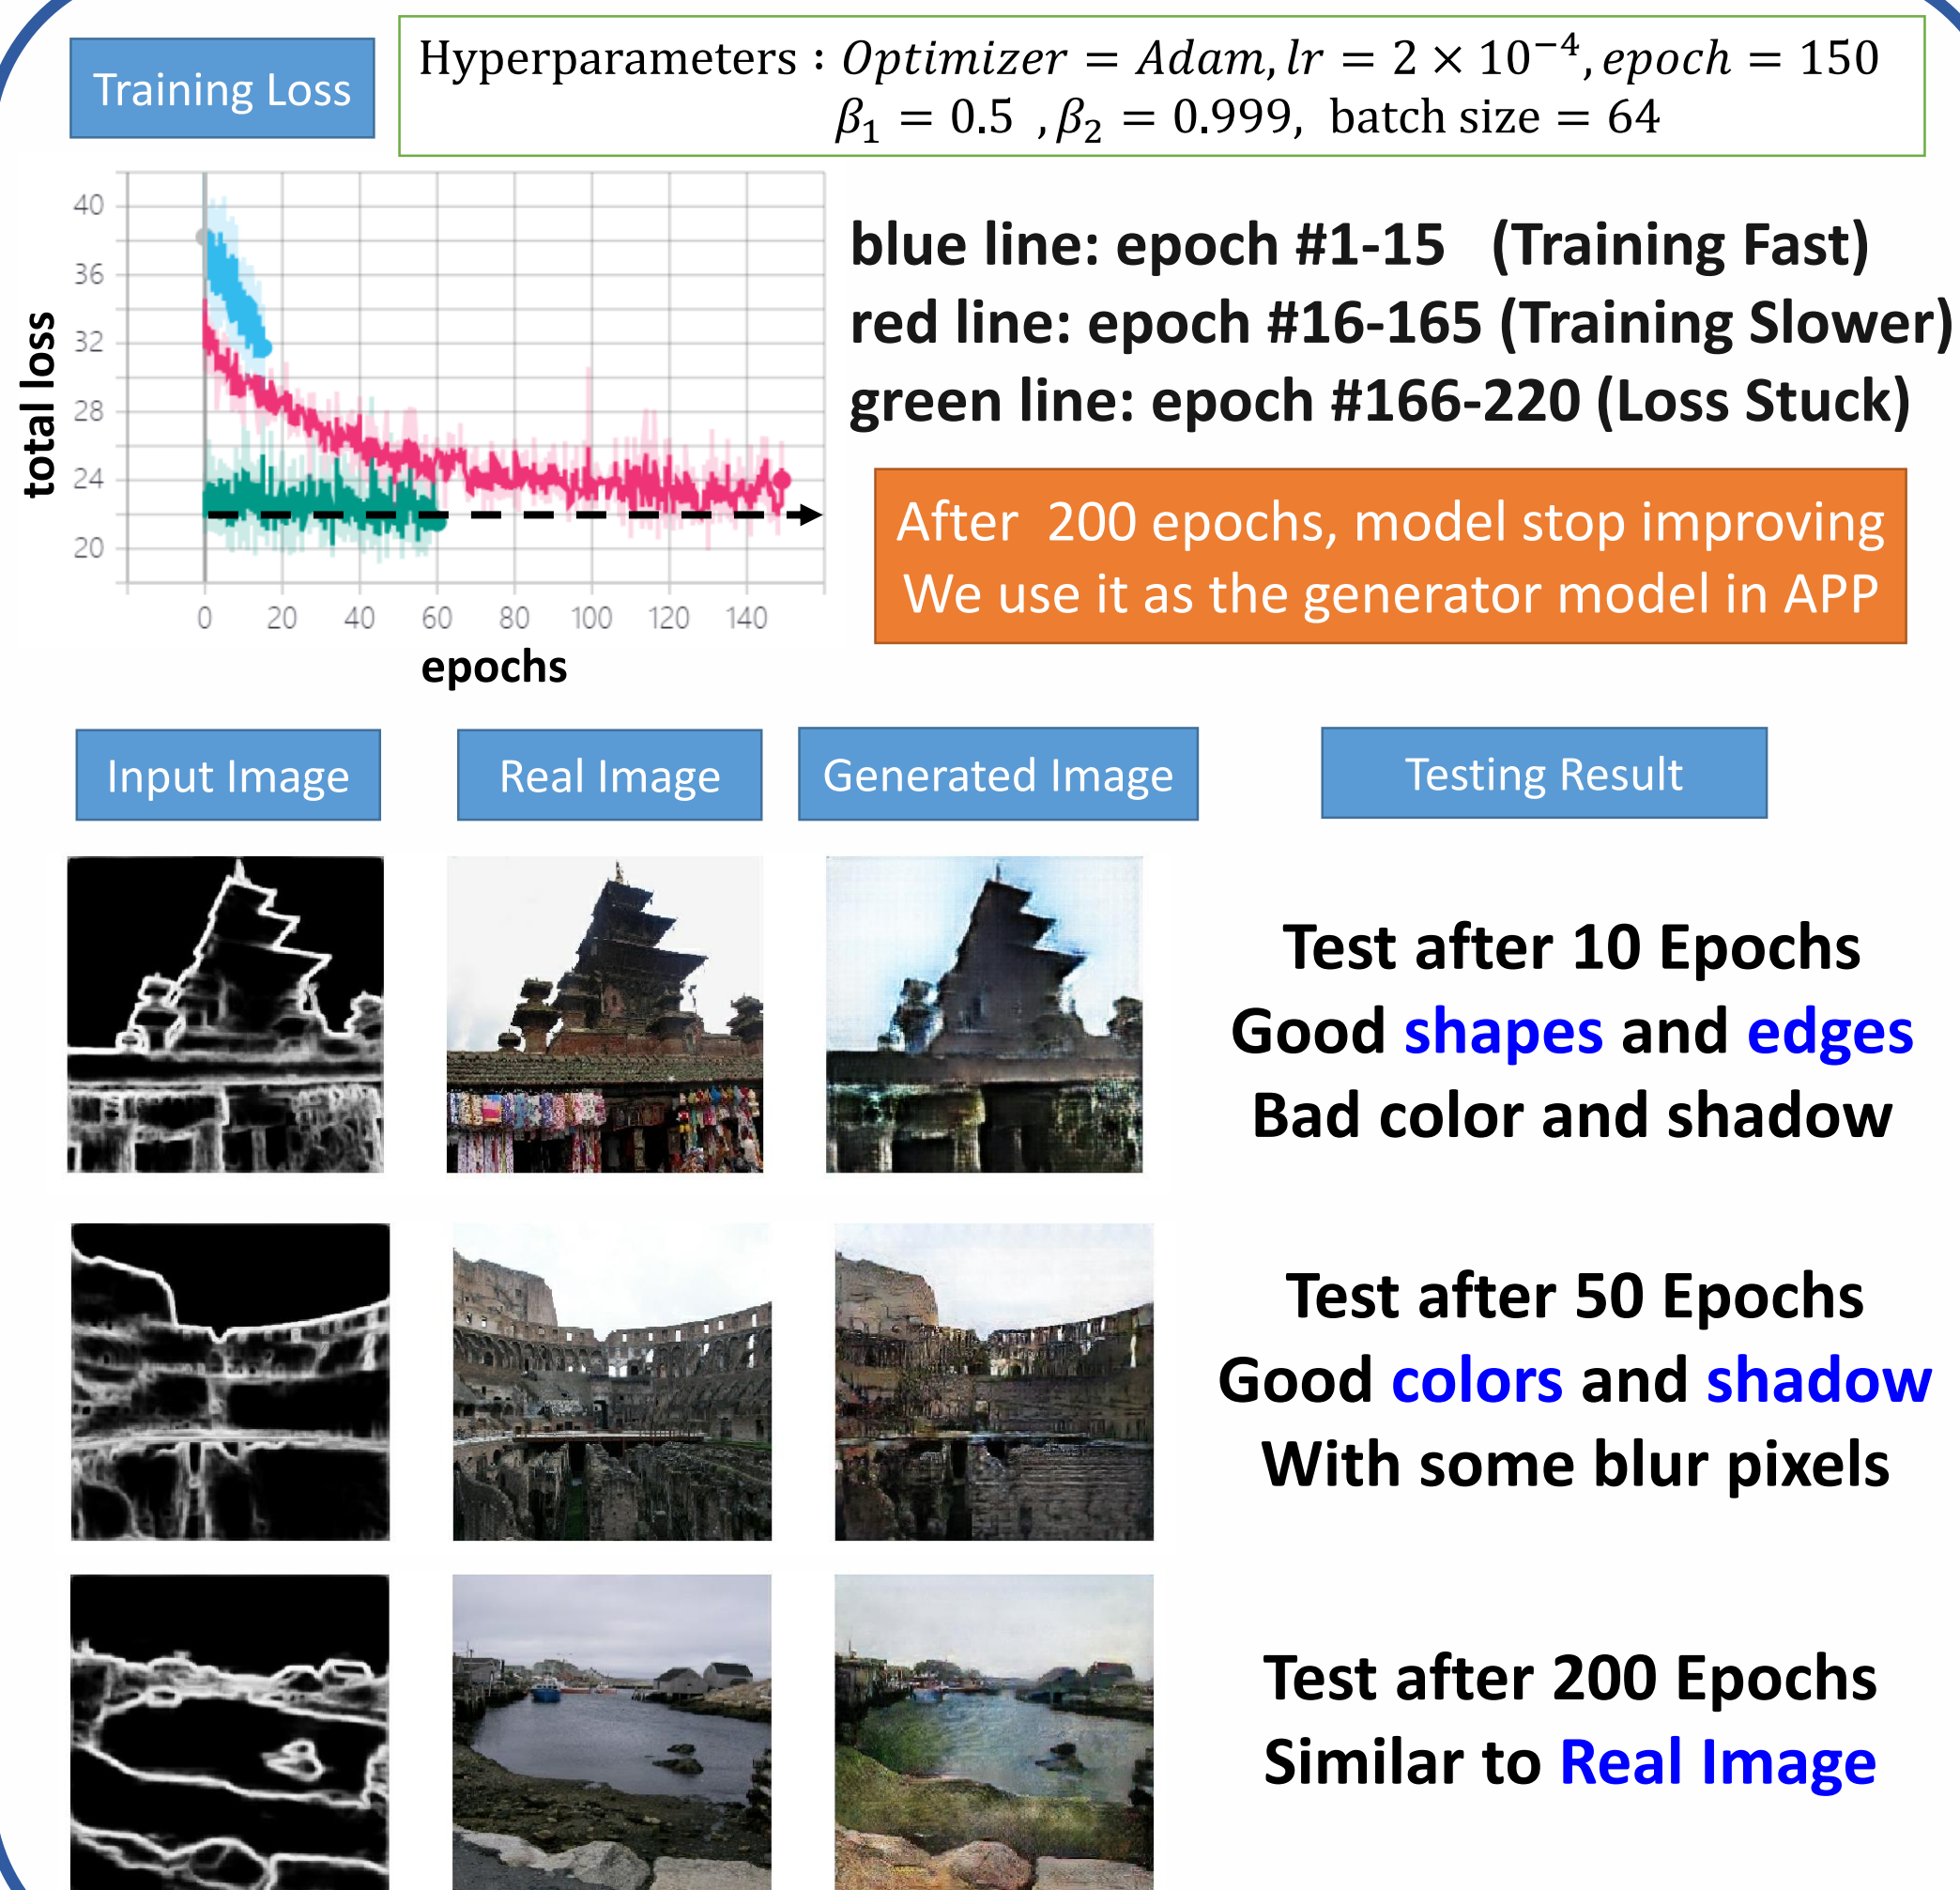 Training Loss
Hyperparameters : Optimizer = Adam, lr = 2 × 10⁻⁴, epoch = 150
β₁ = 0.5 , β₂ = 0.999, batch size = 64
40
36
32
28
24
20
total loss
0 20 40 60 80 100 120 140
epochs
blue line: epoch #1-15 (Training Fast)
red line: epoch #16-165 (Training Slower)
green line: epoch #166-220 (Loss Stuck)
After 200 epochs, model stop improving
We use it as the generator model in APP
Input Image
Real Image
Generated Image
Testing Result
Test after 10 Epochs
Good shapes and edges
Bad color and shadow
Test after 50 Epochs
Good colors and shadow
With some blur pixels
Test after 200 Epochs
Similar to Real Image